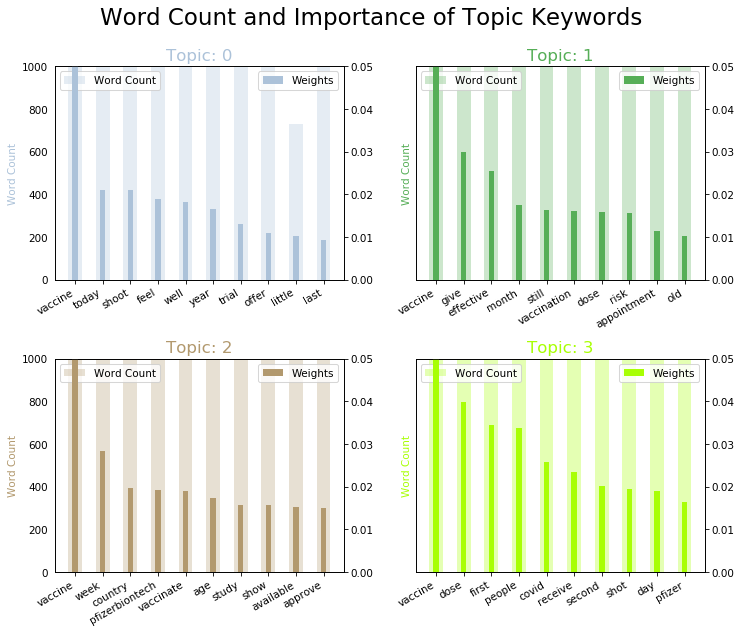 Word Count and Importance of Topic Keywords
Topic: 0
Word Count
Weights
Word Count
1000
800
600
400
200
0
0.05
0.04
0.03
0.02
0.01
0.00
vaccine
today
shoot
feel
well
year
trial
offer
little
last
Topic: 1
Word Count
Weights
Word Count
0.05
0.04
0.03
0.02
0.01
0.00
vaccine
give
effective
month
still
vaccination
dose
risk
appointment
old
Topic: 2
Word Count
Weights
Word Count
1000
800
600
400
200
0
0.05
0.04
0.03
0.02
0.01
0.00
vaccine
week
country
pfizerbiontech
vaccinate
age
study
show
available
approve
Topic: 3
Word Count
Weights
Word Count
0.05
0.04
0.03
0.02
0.01
0.00
vaccine
dose
first
people
covid
receive
second
shot
day
pfizer